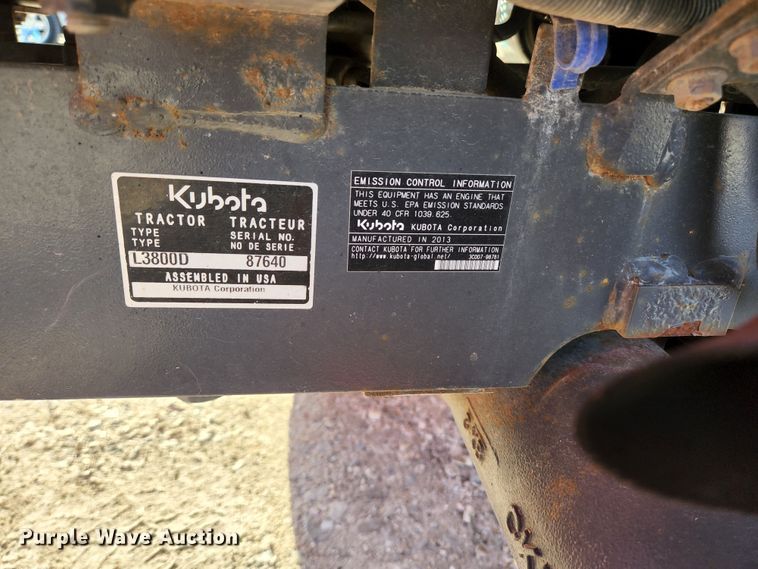 Kubota
TRACTOR TRACTEUR
TYPE SERIAL NO.
TYPE NO DE SERIE
L3800D 87640
ASSEMBLED IN USA
KUBOTA Corporation
EMISSION CONTROL INFORMATION
THIS EQUIPMENT HAS AN ENGINE THAT
MEETS U.S. EPA EMISSION STANDARDS
UNDER 40 CFR 1039.625.
Kubota KUBOTA Corporation
MANUFACTURED IN 2013
CONTACT KUBOTA FOR FURTHER INFORMATION
http://www.kubota-global.net/ 3C007-98781
Purple Wave Auction